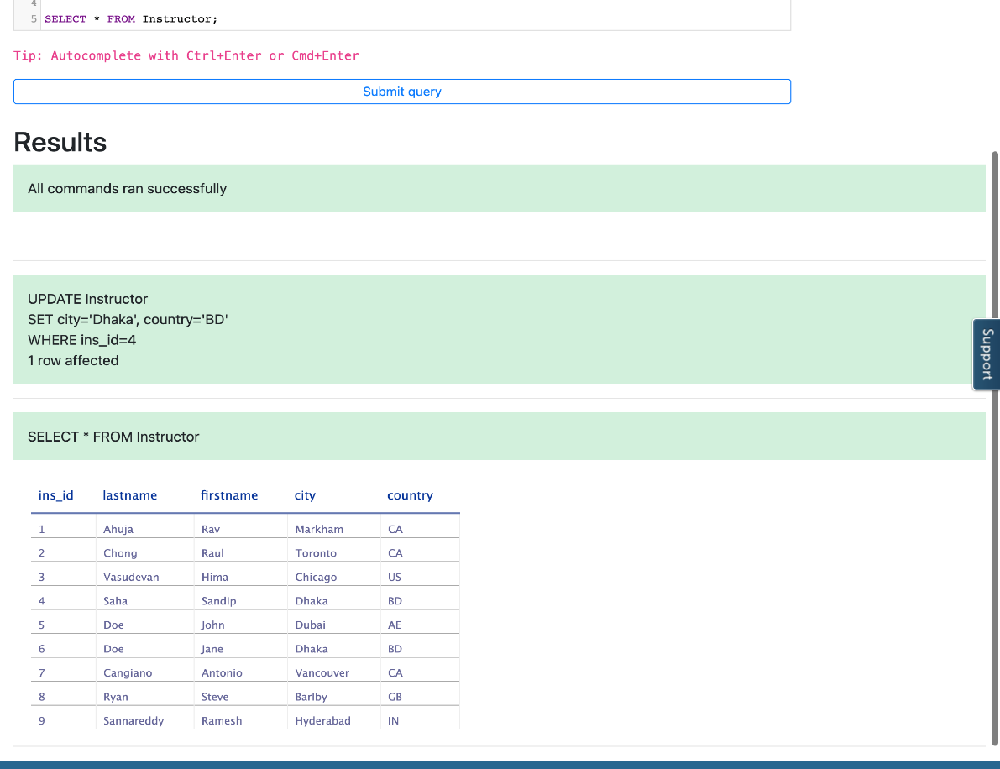 4
5 SELECT * FROM Instructor;
Tip: Autocomplete with Ctrl+Enter or Cmd+Enter
Submit query
Results
All commands ran successfully
UPDATE Instructor
SET city='Dhaka', country='BD'
WHERE ins_id=4
1 row affected
Support
SELECT * FROM Instructor
ins_id lastname firstname city country
1 Ahuja Rav Markham CA
2 Chong Raul Toronto CA
3 Vasudevan Hima Chicago US
4 Saha Sandip Dhaka BD
5 Doe John Dubai AE
6 Doe Jane Dhaka BD
7 Cangiano Antonio Vancouver CA
8 Ryan Steve Barlby GB
9 Sannareddy Ramesh Hyderabad IN